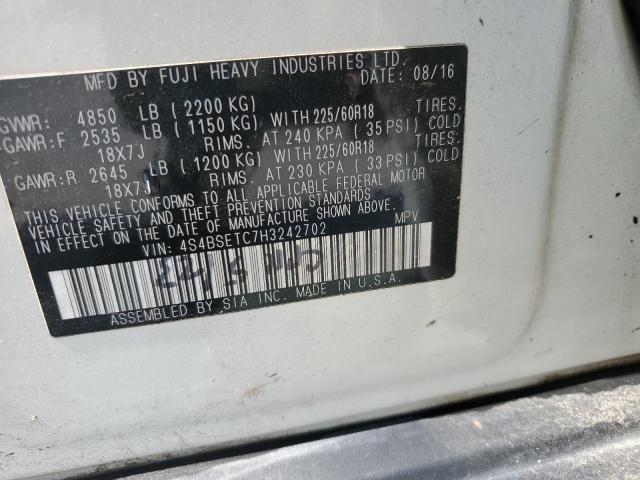 MFD BY FUJI HEAVY INDUSTRIES LTD.
DATE: 08/16
GVWR: 4850 LB (2200 KG)
GAWR:F 2535 LB (1150 KG) WITH 225/60R18 TIRES.
18X7J RIMS. AT 240 KPA (35 PSI) COLD
GAWR:R 2645 LB (1200 KG) WITH 225/60R18 TIRES.
18X7J RIMS. AT 230 KPA (33 PSI) COLD
THIS VEHICLE CONFORMS TO ALL APPLICABLE FEDERAL MOTOR
VEHICLE SAFETY AND THEFT PREVENTION STANDARDS
IN EFFECT ON THE DATE OF MANUFACTURE SHOWN ABOVE.
VIN: 4S4BSETC7H3242702 MPV
ASSEMBLED BY SIA INC. MADE IN U.S.A.